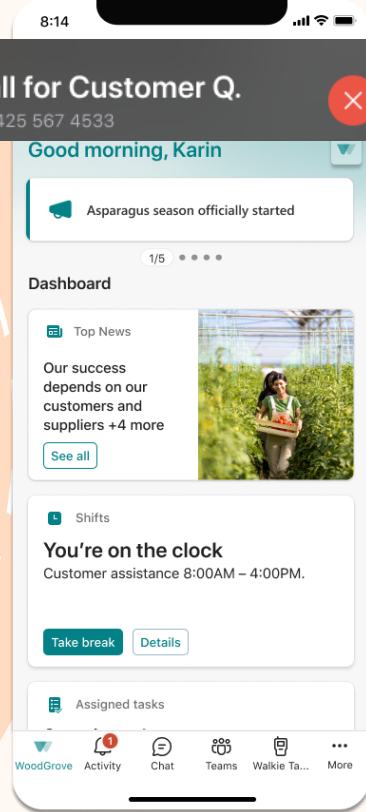 8:14
ll for Customer Q.
425 567 4533
Good morning, Karin
Asparagus season officially started
1/5
Dashboard
Top News
Our success
depends on our
customers and
suppliers +4 more
See all
Shifts
You're on the clock
Customer assistance 8:00AM – 4:00PM.
Take break
Details
Assigned tasks
1
WoodGrove
Activity
Chat
Teams
Walkie Ta...
More